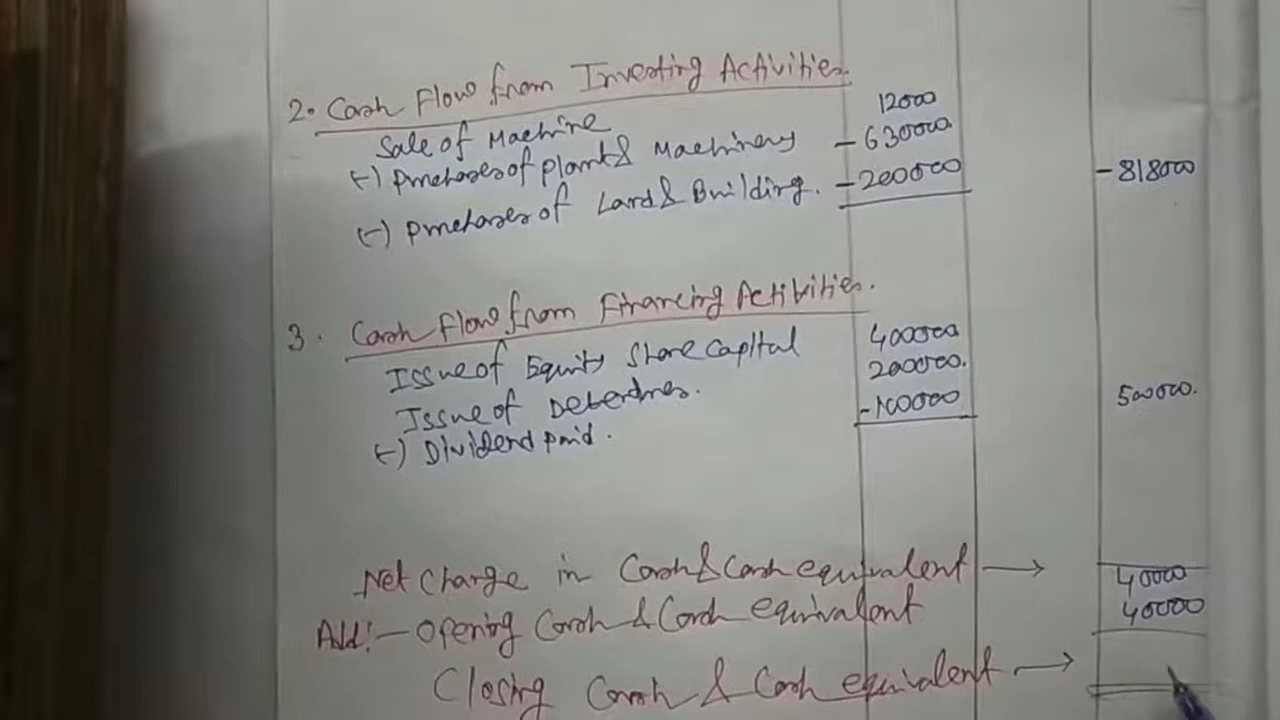 2. Cash Flow from Investing Activities.
Sale of Machine 12000
(-) Purchases of Plant & Machinery -630000
(-) Purchases of Land & Building. -200000 -818000
3. Cash Flow from Financing Activities.
Issue of Equity Share Capital 400000
Issue of Debentures. 200000.
(-) Dividend paid. -100000 500000.
Net Change in Cash & Cash equivalent → 40000
Add:- Opening Cash & Cash equivalent 40000
Closing Cash & Cash equivalent →